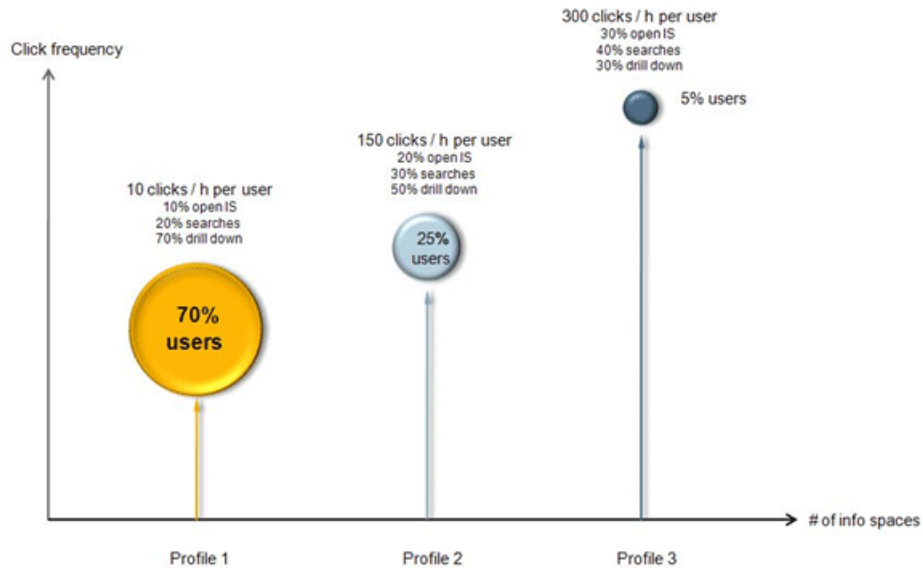 300 clicks / h per user
30% open IS
40% searches
30% drill down
Click frequency
5% users
150 clicks / h per user
20% open IS
30% searches
50% drill down
10 clicks / h per user
10% open IS
20% searches
70% drill down
25%
users
70%
users
# of info spaces
Profile 1
Profile 2
Profile 3